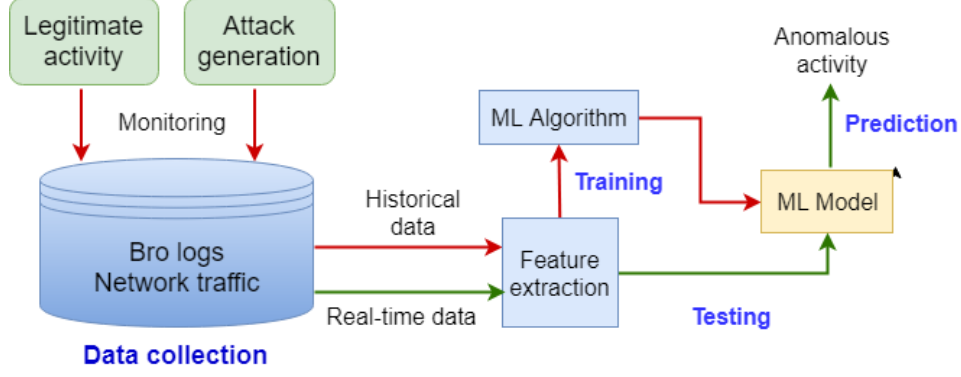 Legitimate
activity
Attack
generation
Monitoring
Bro logs
Network traffic
Data collection
Historical
data
Real-time data
Feature
extraction
Training
ML Algorithm
Testing
ML Model
Prediction
Anomalous
activity